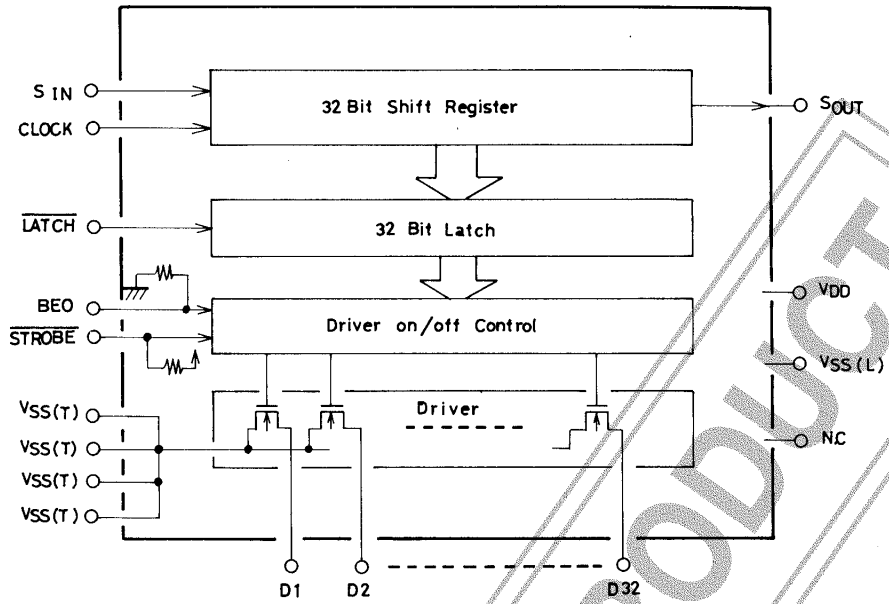 S IN
32 Bit Shift Register
SOUT
CLOCK
LATCH
32 Bit Latch
BEO
Driver on/off Control
VDD
STROBE
VSS(L)
VSS(T)
Driver
N.C
VSS(T)
VSS(T)
VSS(T)
D1
D2
D32
PRODUCT